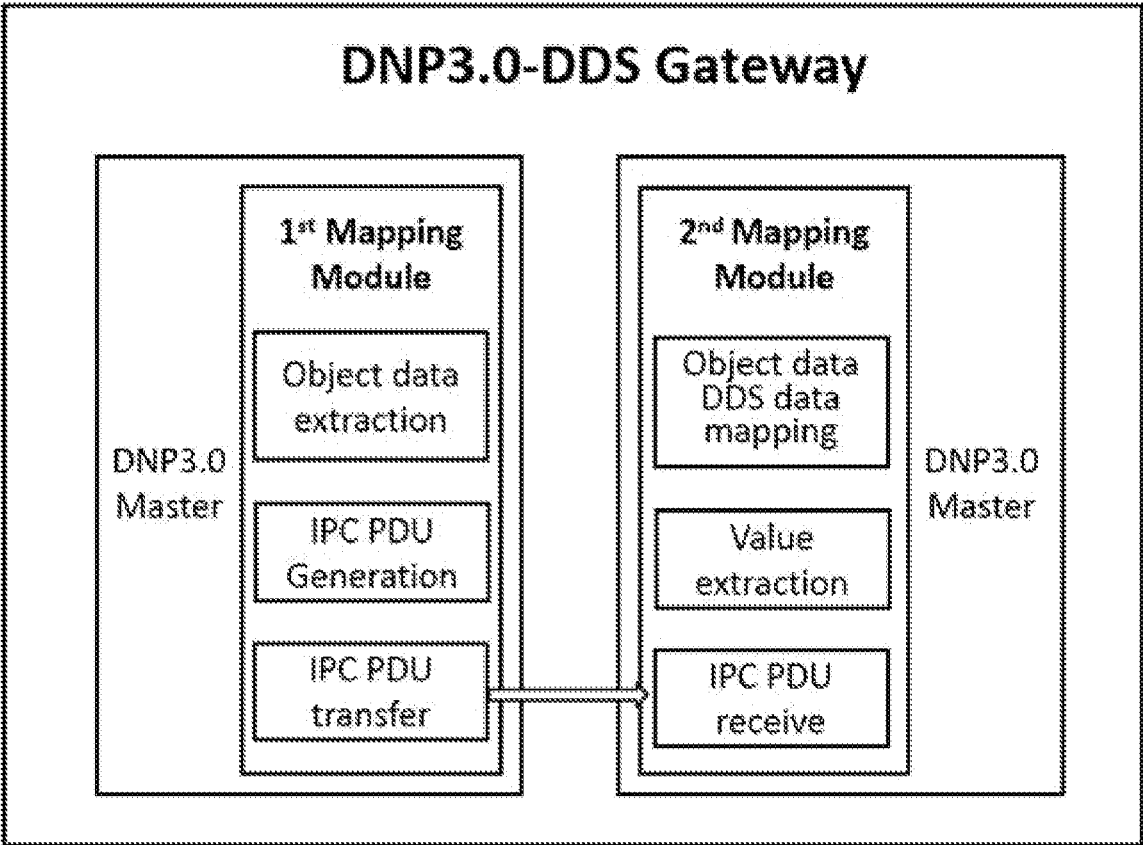 DNP3.0-DDS Gateway
DNP3.0
Master
1st Mapping
Module
Object data
extraction
IPC PDU
Generation
IPC PDU
transfer
2nd Mapping
Module
Object data
DDS data
mapping
Value
extraction
IPC PDU
receive
DNP3.0
Master